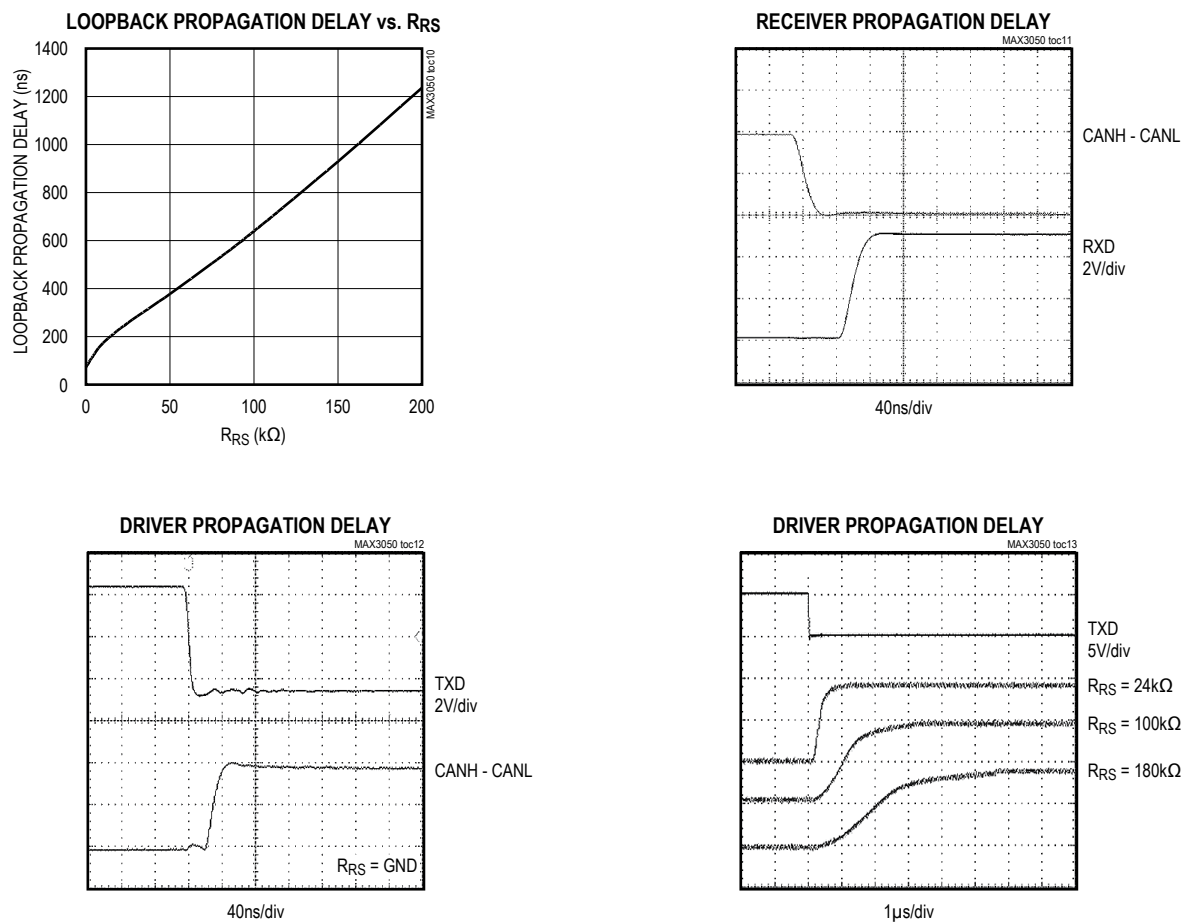 LOOPBACK PROPAGATION DELAY vs. RRS
MAX3050 toc10
LOOPBACK PROPAGATION DELAY (ns)
1400
1200
1000
800
600
400
200
0
0 50 100 150 200
RRS (kΩ)
RECEIVER PROPAGATION DELAY
MAX3050 toc11
CANH - CANL
RXD
2V/div
40ns/div
DRIVER PROPAGATION DELAY
MAX3050 toc12
TXD
2V/div
CANH - CANL
RRS = GND
40ns/div
DRIVER PROPAGATION DELAY
MAX3050 toc13
TXD
5V/div
RRS = 24kΩ
RRS = 100kΩ
RRS = 180kΩ
1µs/div